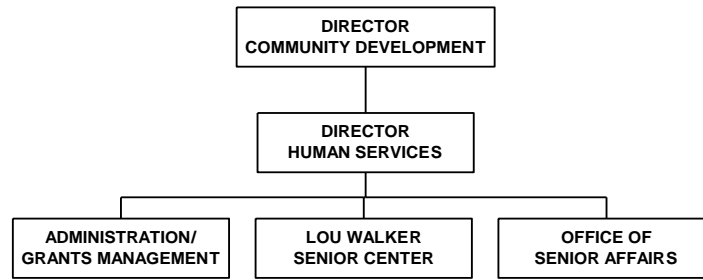 DIRECTOR
COMMUNITY DEVELOPMENT
DIRECTOR
HUMAN SERVICES
ADMINISTRATION/
GRANTS MANAGEMENT
LOU WALKER
SENIOR CENTER
OFFICE OF
SENIOR AFFAIRS